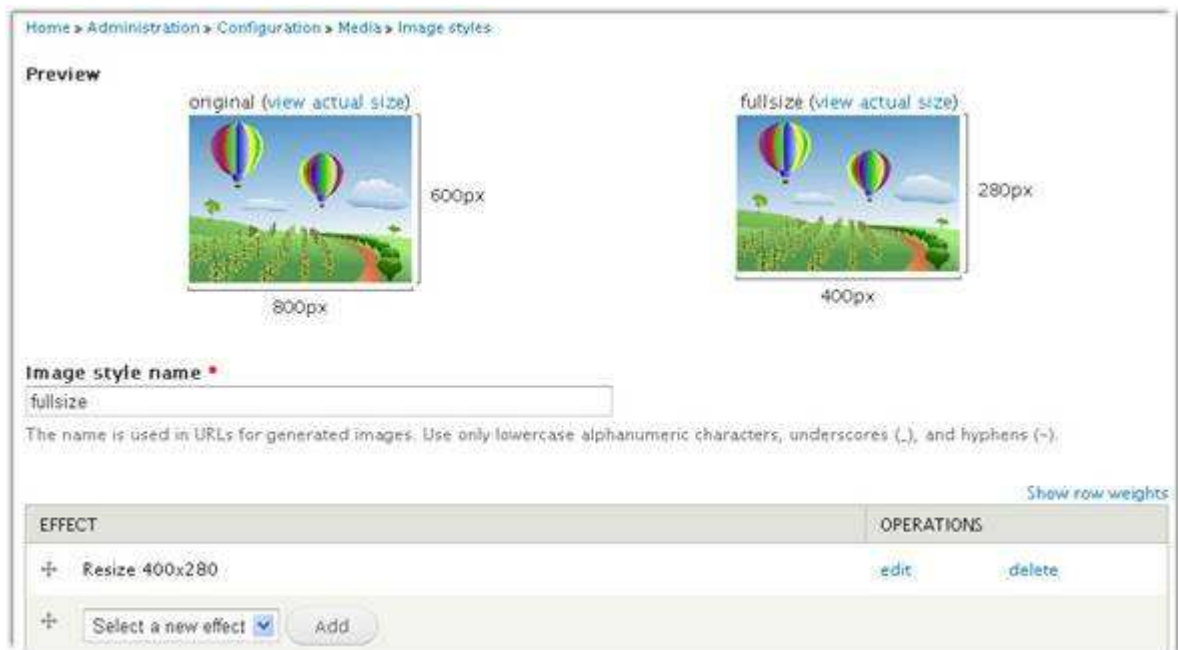 Home » Administration » Configuration » Media » Image styles
Preview
original (view actual size)
fullsize (view actual size)
600px
280px
800px
400px
Image style name *
fullsize
The name is used in URLs for generated images. Use only lowercase alphanumeric characters, underscores (_), and hyphens (-).
Show row weights
EFFECT OPERATIONS
Resize 400x280 edit delete
Select a new effect Add